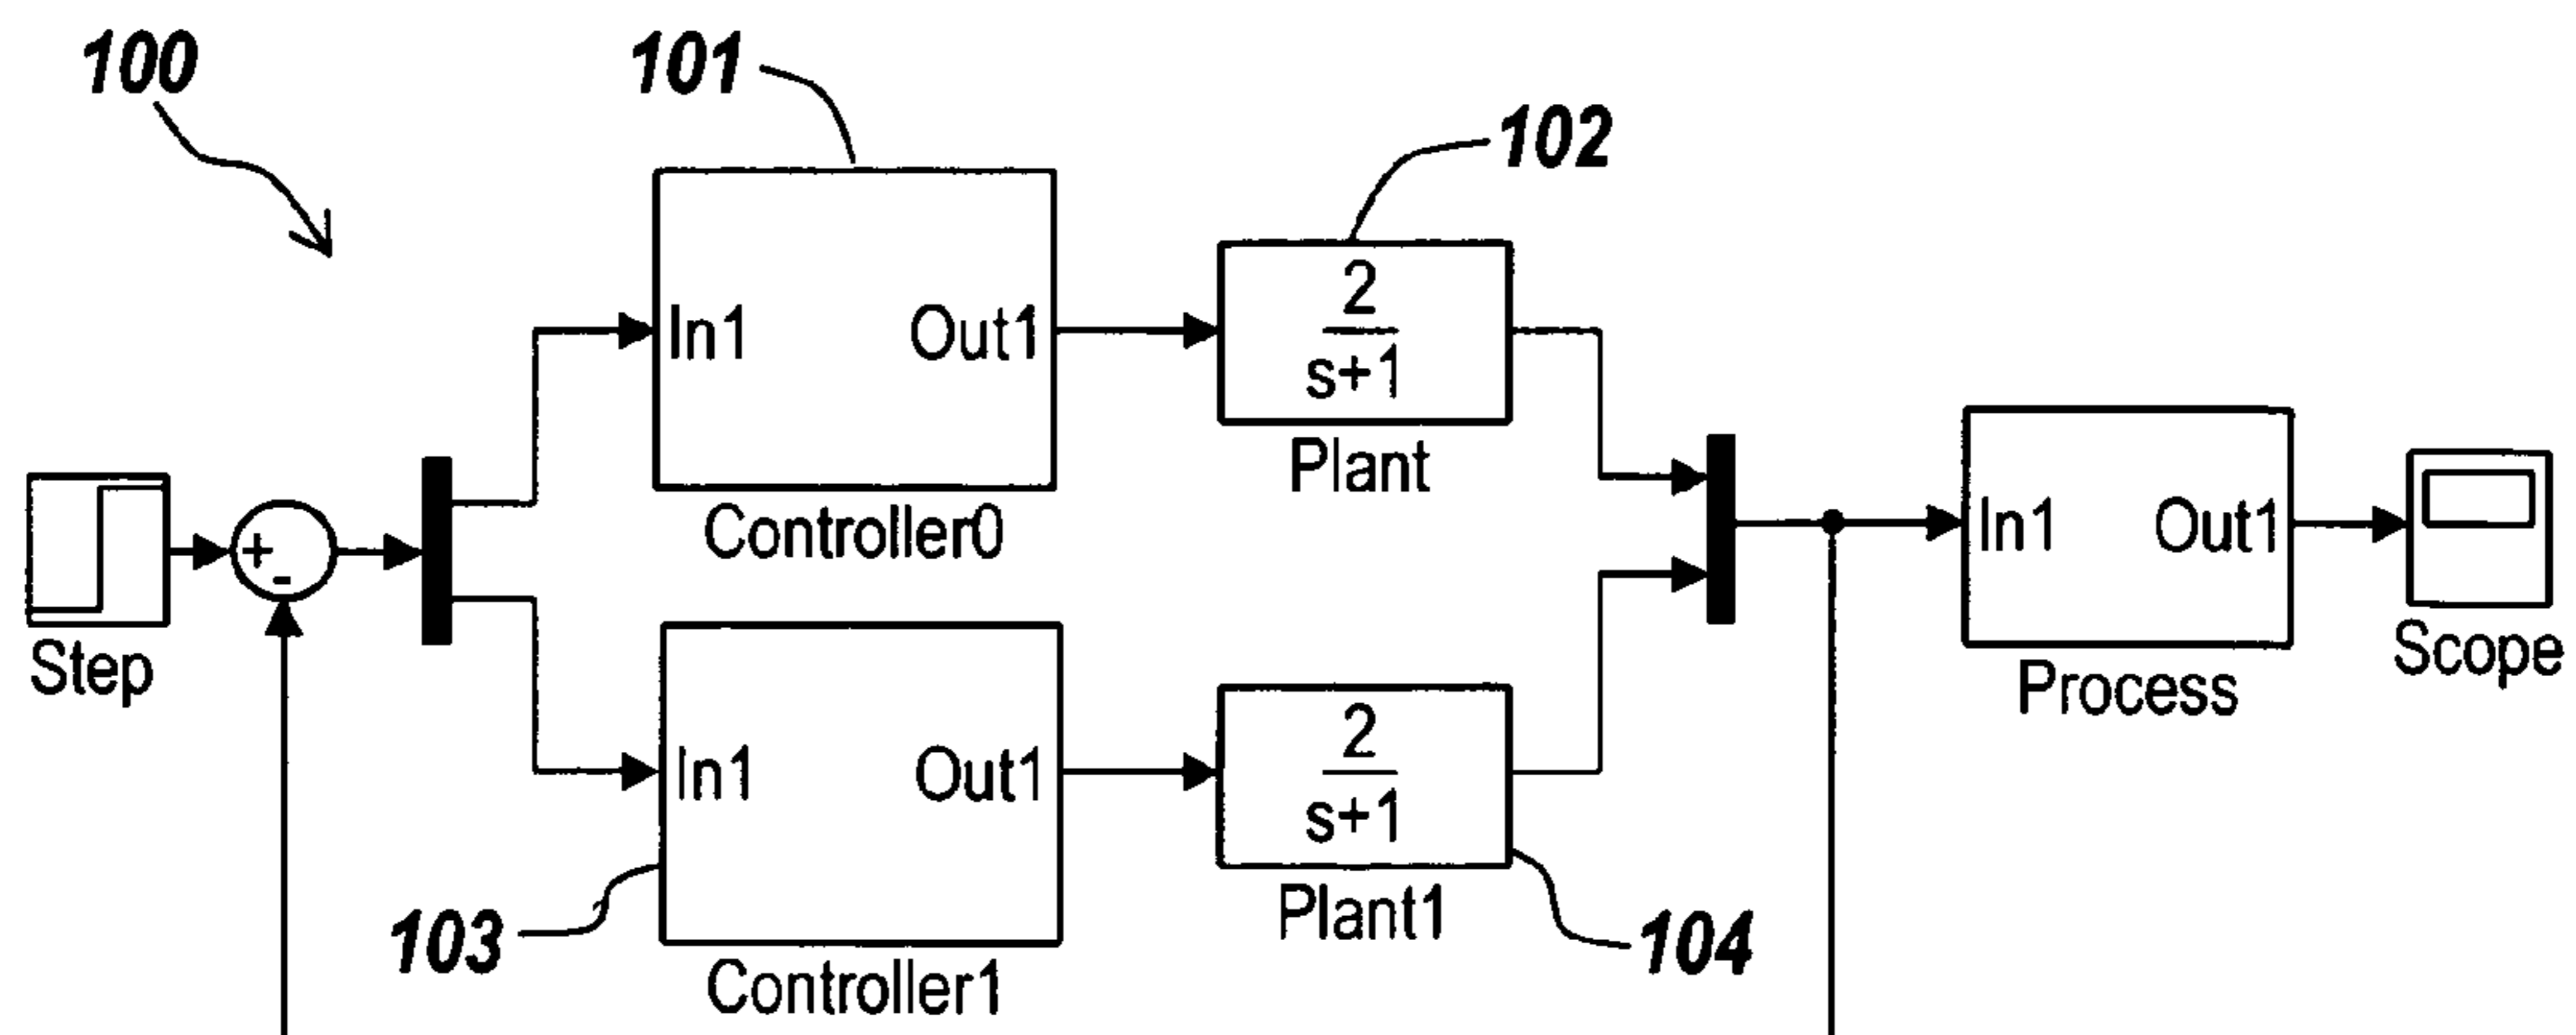 100
101
102
In1 Out1
2
s+1
Plant
Controller0
+
-
Step
In1 Out1
Process
Scope
In1 Out1
2
s+1
Plant1
103
104
Controller1